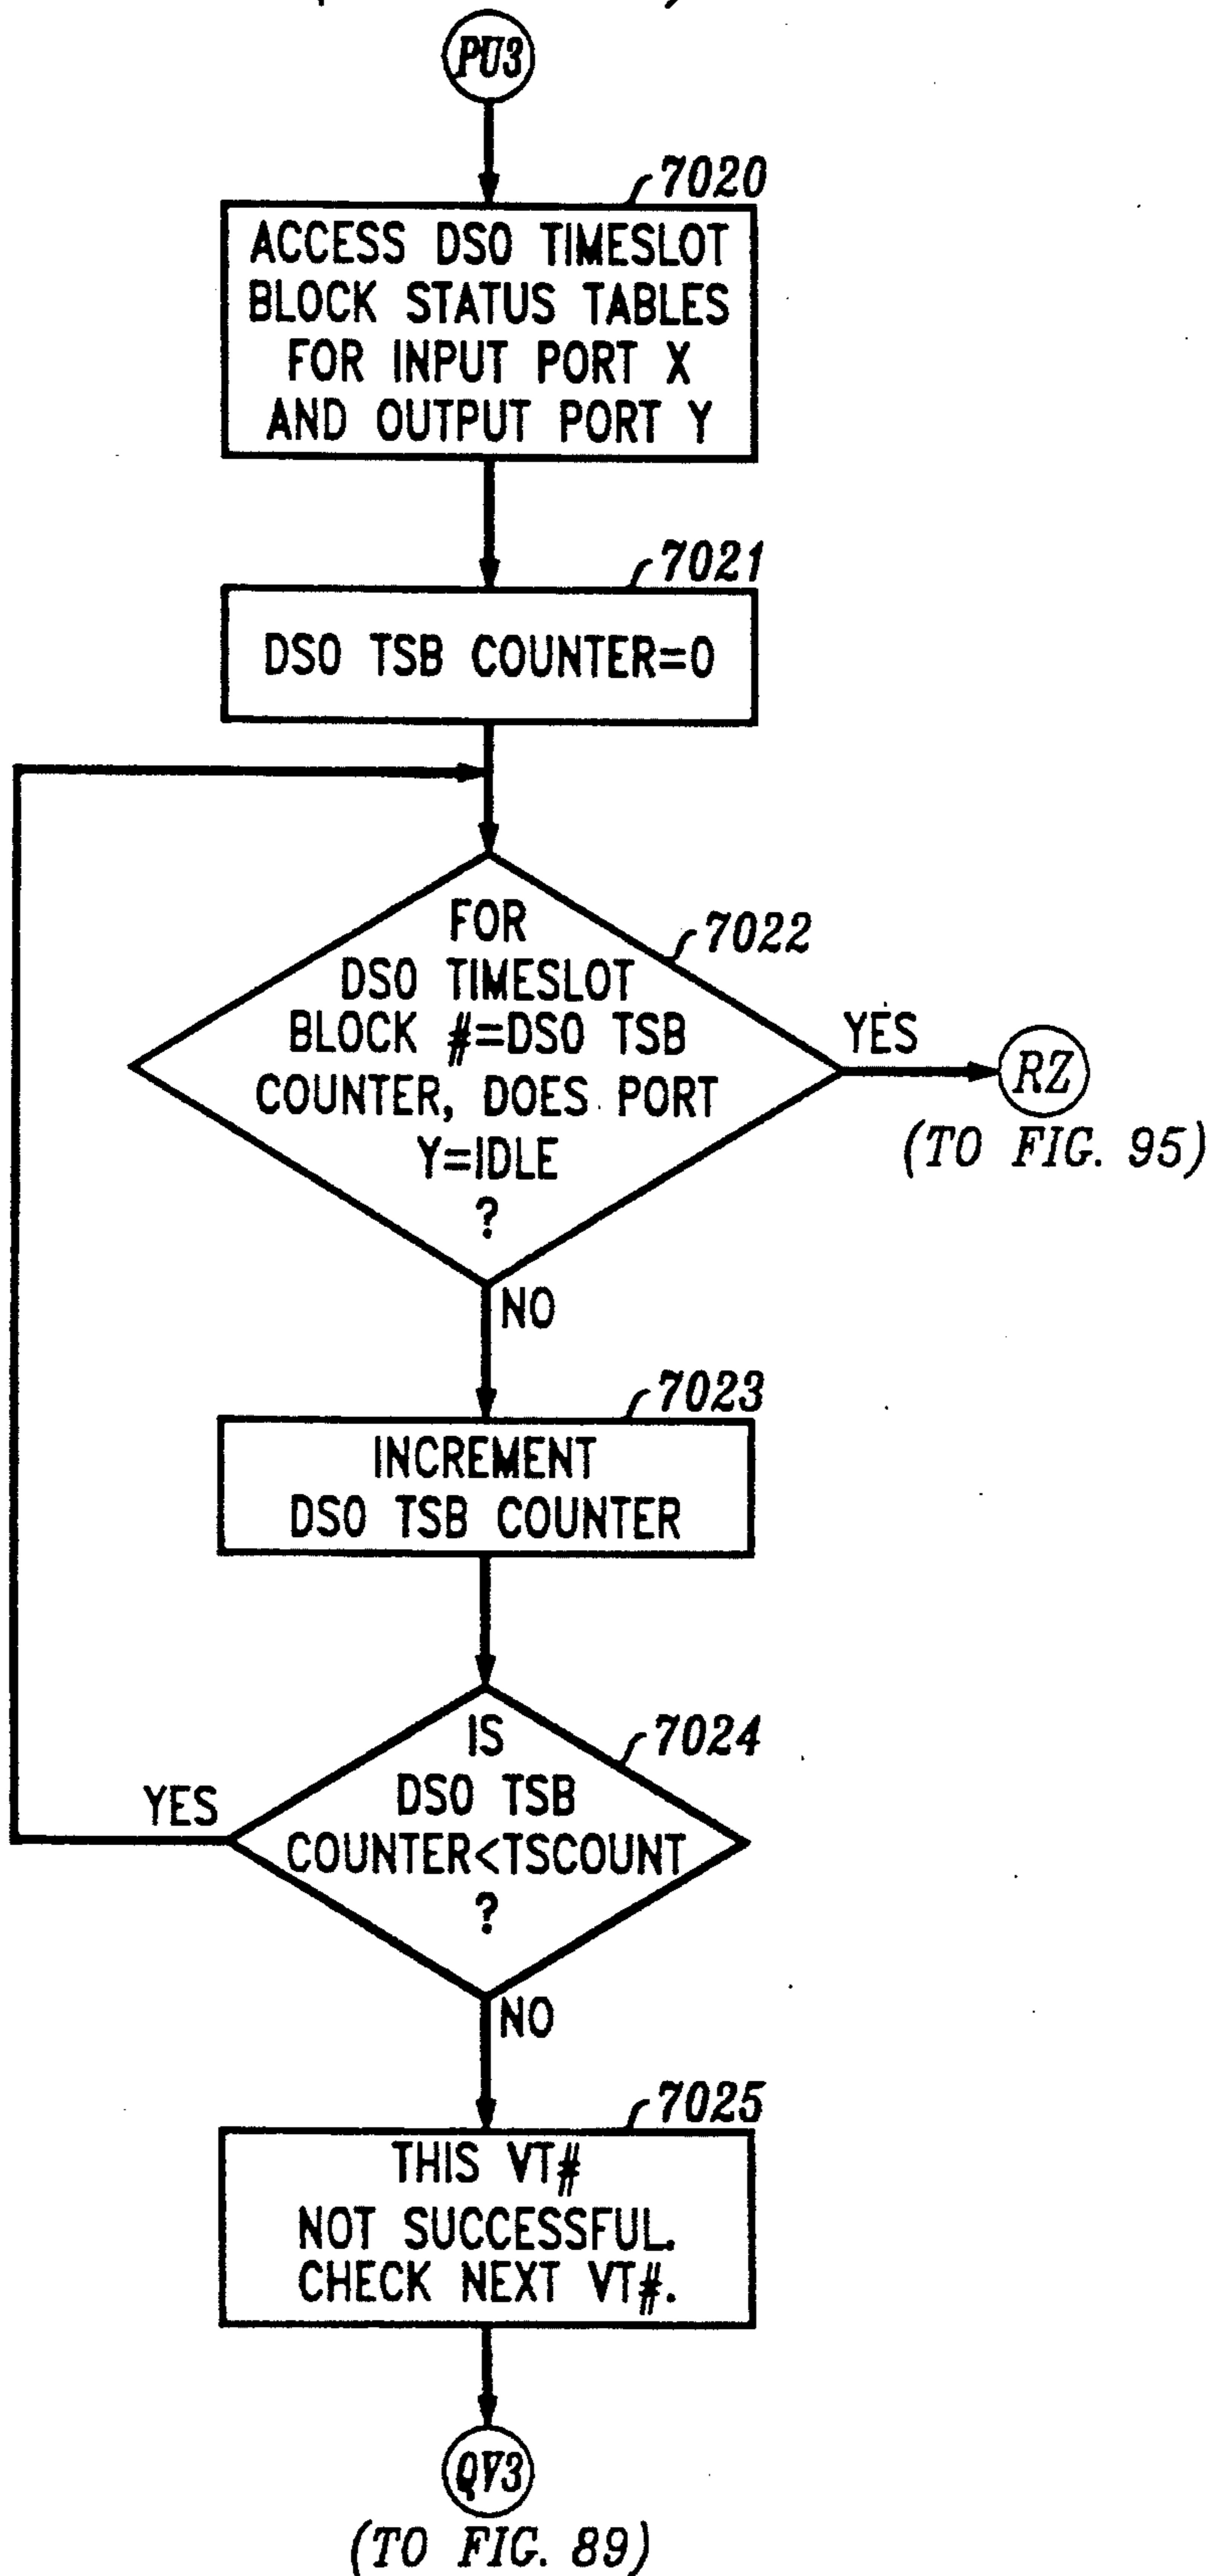 PU3
7020
ACCESS DS0 TIMESLOT
BLOCK STATUS TABLES
FOR INPUT PORT X
AND OUTPUT PORT Y
7021
DS0 TSB COUNTER=0
7022
FOR
DS0 TIMESLOT
BLOCK #=DS0 TSB
COUNTER, DOES PORT
Y=IDLE
?
YES
RZ
(TO FIG. 95)
NO
7023
INCREMENT
DS0 TSB COUNTER
7024
IS
DS0 TSB
COUNTER<TSCOUNT
?
YES
NO
7025
THIS VT#
NOT SUCCESSFUL.
CHECK NEXT VT#.
QV3
(TO FIG. 89)